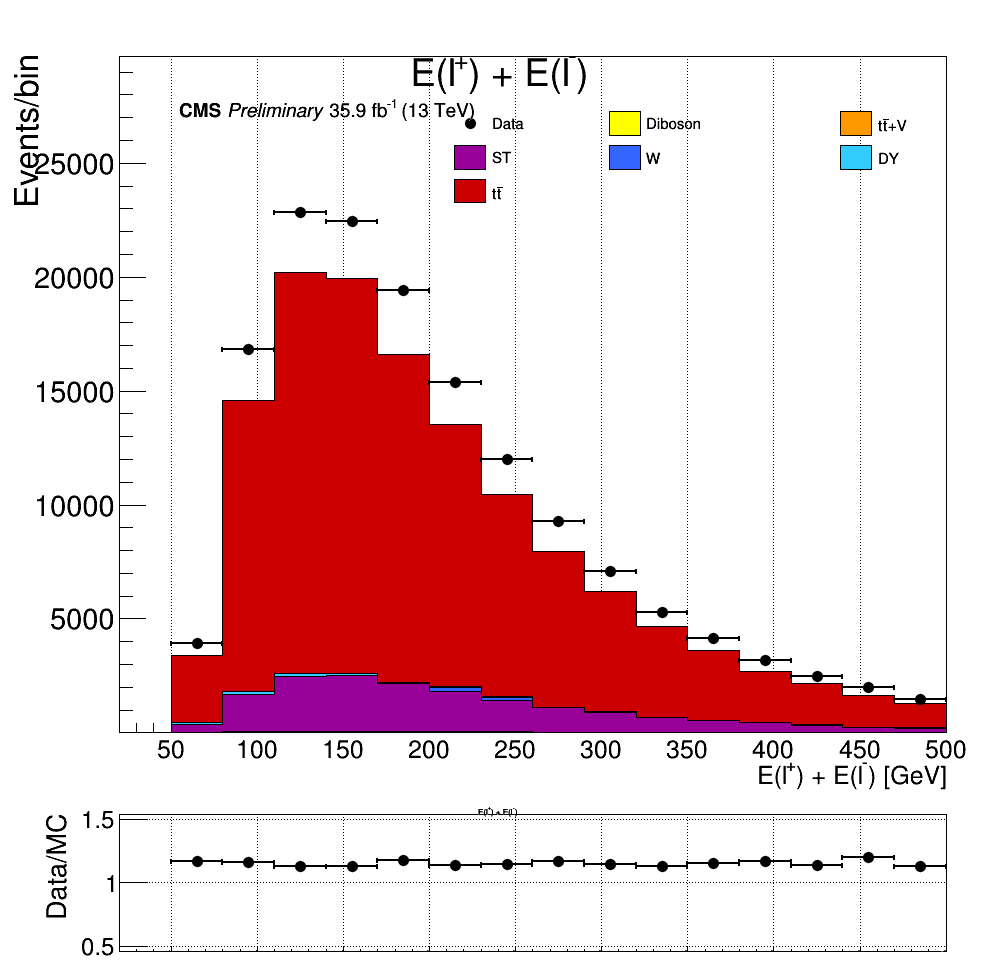 E(l⁺) + E(l⁻)
CMS Preliminary 35.9 fb⁻¹ (13 TeV)
Data
Diboson
tt̄+V
ST
W
DY
tt̄
Events/bin
25000
20000
15000
10000
5000
50 100 150 200 250 300 350 400 450 500
E(l⁺) + E(l⁻) [GeV]
E(l⁺) + E(l⁻)
Data/MC
1.5
1
0.5